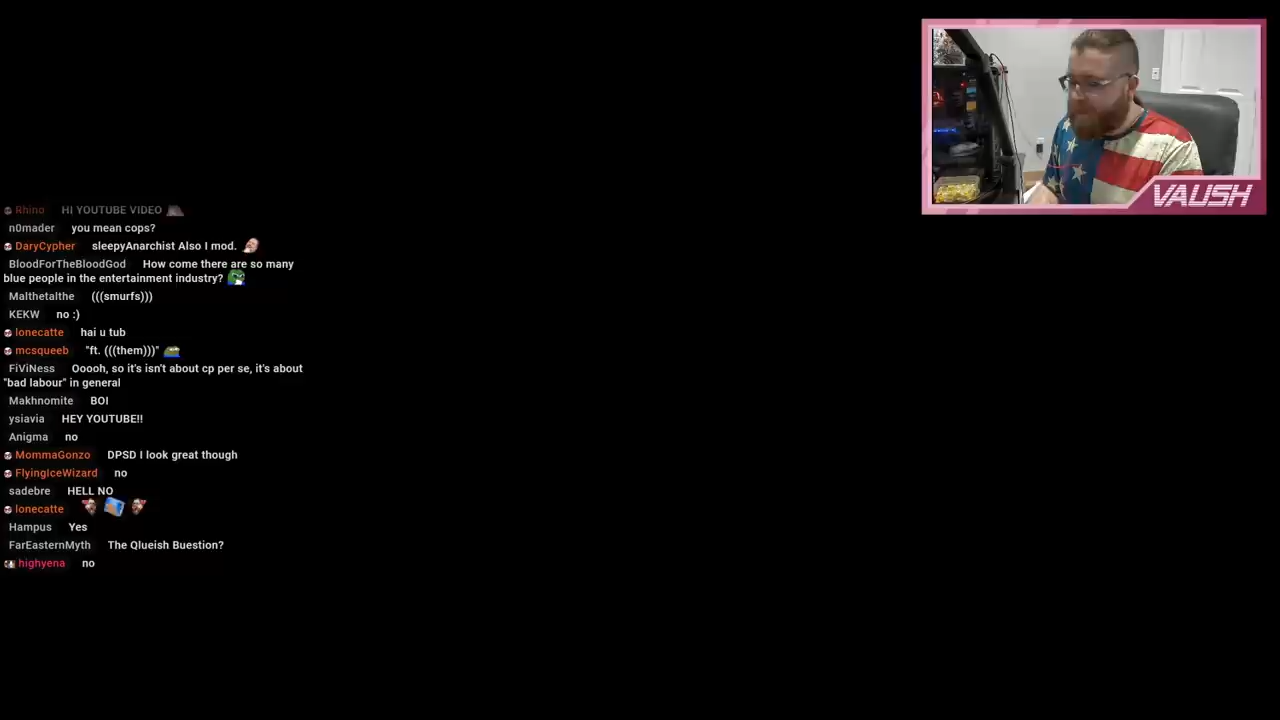 VAUSH
Rhino HI YOUTUBE VIDEO
n0mader you mean cops?
DaryCypher sleepyAnarchist Also I mod.
BloodForTheBloodGod How come there are so many
blue people in the entertainment industry?
Malthetalthe (((smurfs)))
KEKW no :)
lonecatte hai u tub
mcsqueeb "ft. (((them)))"
FiViNess Ooooh, so it's isn't about cp per se, it's about
"bad labour" in general
Makhnomite BOI
ysiavia HEY YOUTUBE!!
Anigma no
MommaGonzo DPSD I look great though
FlyingIceWizard no
sadebre HELL NO
lonecatte
Hampus Yes
FarEasternMyth The Qlueish Buestion?
highyena no